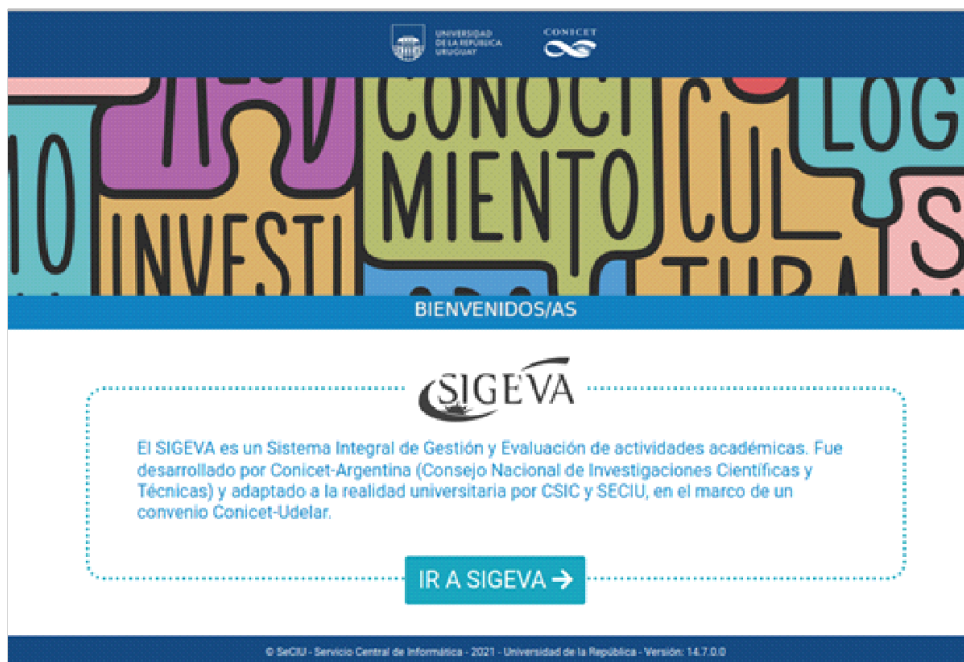 UNIVERSIDAD
DE LA REPÚBLICA
URUGUAY
CONICET
CONOCI
LOG
MIENTO
CUL
INVESTI
TURA
BIENVENIDOS/AS
SIGEVA
El SIGEVA es un Sistema Integral de Gestión y Evaluación de actividades académicas. Fue
desarrollado por Conicet-Argentina (Consejo Nacional de Investigaciones Científicas y
Técnicas) y adaptado a la realidad universitaria por CSIC y SECIU, en el marco de un
convenio Conicet-Udelar.
IR A SIGEVA →
© SeCIU - Servicio Central de Informática - 2021 - Universidad de la República - Versión: 14.7.0.0